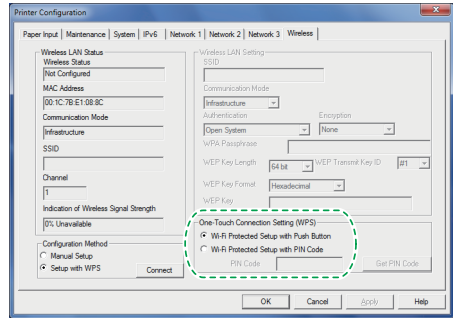 Printer Configuration
Paper Input Maintenance System IPv6 Network 1 Network 2 Network 3 Wireless
Wireless LAN Status
Wireless Status
Not Configured
MAC Address
00:1C:7B:E1:08:8C
Communication Mode
Infrastructure
SSID
Channel
1
Indication of Wireless Signal Strength
0% Unavailable
Configuration Method
Manual Setup
Setup with WPS
Connect
Wireless LAN Setting
SSID
Communication Mode
Infrastructure
Authentication Encryption
Open System None
WPA Passphrase
WEP Key Length 64 bit WEP Transmit Key ID #1
WEP Key Format Hexadecimal
WEP Key
One-Touch Connection Setting (WPS)
Wi-Fi Protected Setup with Push Button
Wi-Fi Protected Setup with PIN Code
PIN Code Get PIN Code
OK Cancel Apply Help